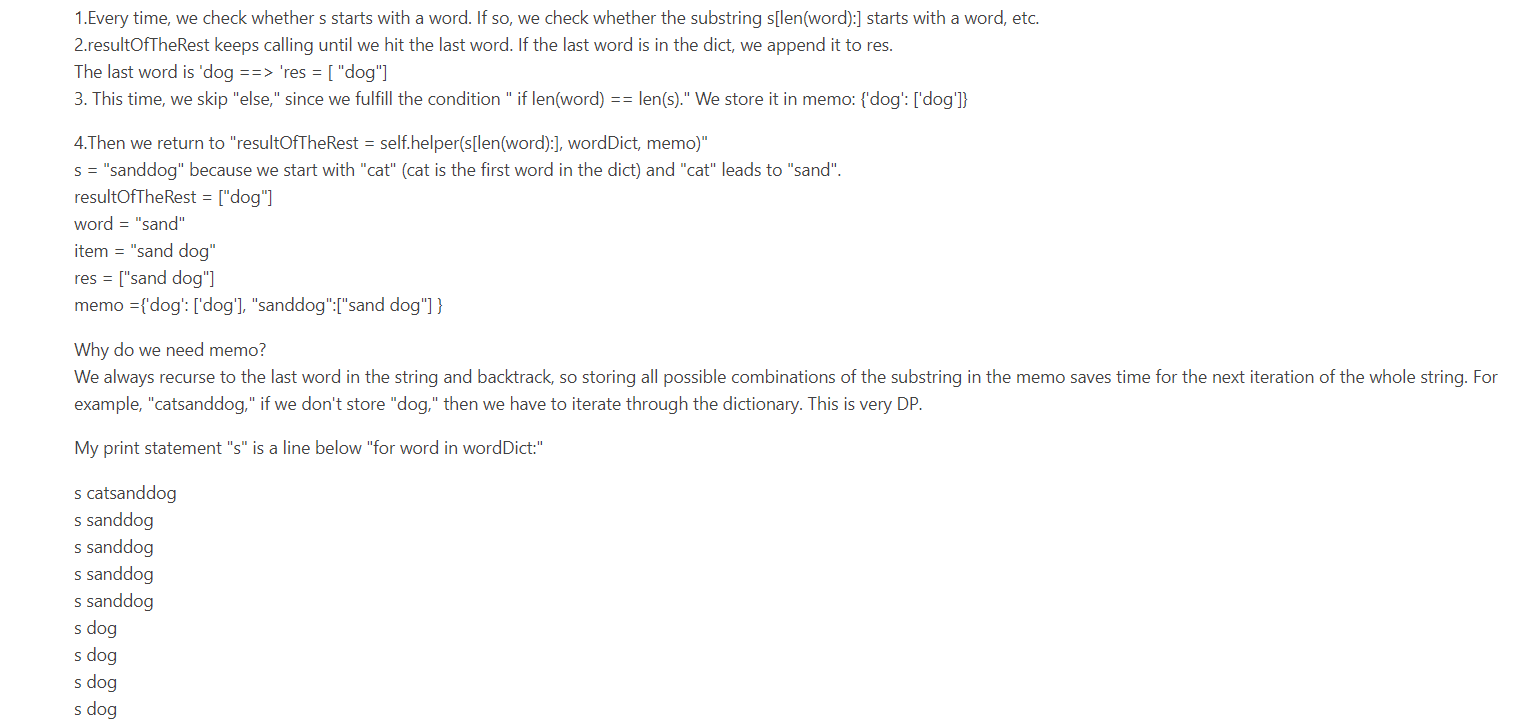 1.Every time, we check whether s starts with a word. If so, we check whether the substring s[len(word):] starts with a word, etc.
2.resultOfTheRest keeps calling until we hit the last word. If the last word is in the dict, we append it to res.
The last word is 'dog ==> 'res = [ "dog"]
3. This time, we skip "else," since we fulfill the condition " if len(word) == len(s)." We store it in memo: {'dog': ['dog']}
4.Then we return to "resultOfTheRest = self.helper(s[len(word):], wordDict, memo)"
s = "sanddog" because we start with "cat" (cat is the first word in the dict) and "cat" leads to "sand".
resultOfTheRest = ["dog"]
word = "sand"
item = "sand dog"
res = ["sand dog"]
memo ={'dog': ['dog'], "sanddog":["sand dog"] }
Why do we need memo?
We always recurse to the last word in the string and backtrack, so storing all possible combinations of the substring in the memo saves time for the next iteration of the whole string. For
example, "catsanddog," if we don't store "dog," then we have to iterate through the dictionary. This is very DP.
My print statement "s" is a line below "for word in wordDict:"
s catsanddog
s sanddog
s sanddog
s sanddog
s sanddog
s dog
s dog
s dog
s dog